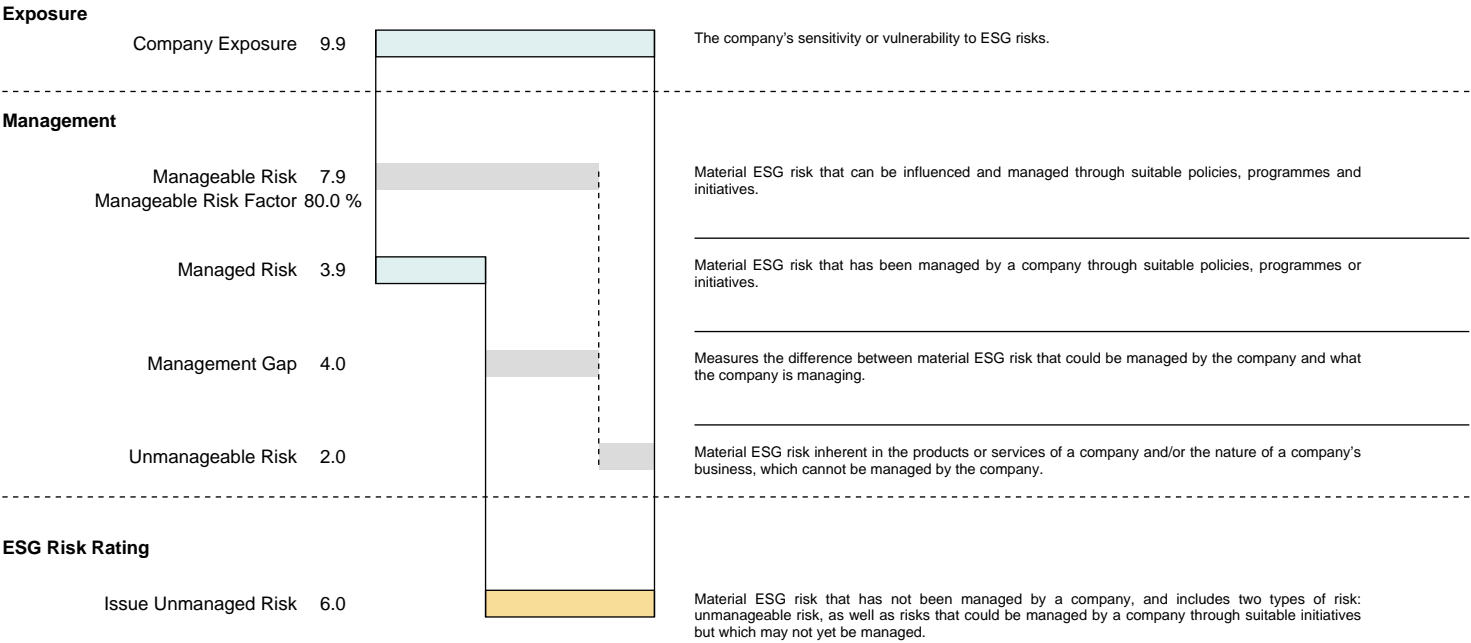 Exposure
Company Exposure 9.9
The company's sensitivity or vulnerability to ESG risks.
Management
Manageable Risk 7.9
Manageable Risk Factor 80.0 %
Material ESG risk that can be influenced and managed through suitable policies, programmes and
initiatives.
Managed Risk 3.9
Material ESG risk that has been managed by a company through suitable policies, programmes or
initiatives.
Management Gap 4.0
Measures the difference between material ESG risk that could be managed by the company and what
the company is managing.
Unmanageable Risk 2.0
Material ESG risk inherent in the products or services of a company and/or the nature of a company's
business, which cannot be managed by the company.
ESG Risk Rating
Issue Unmanaged Risk 6.0
Material ESG risk that has not been managed by a company, and includes two types of risk:
unmanageable risk, as well as risks that could be managed by a company through suitable initiatives
but which may not yet be managed.